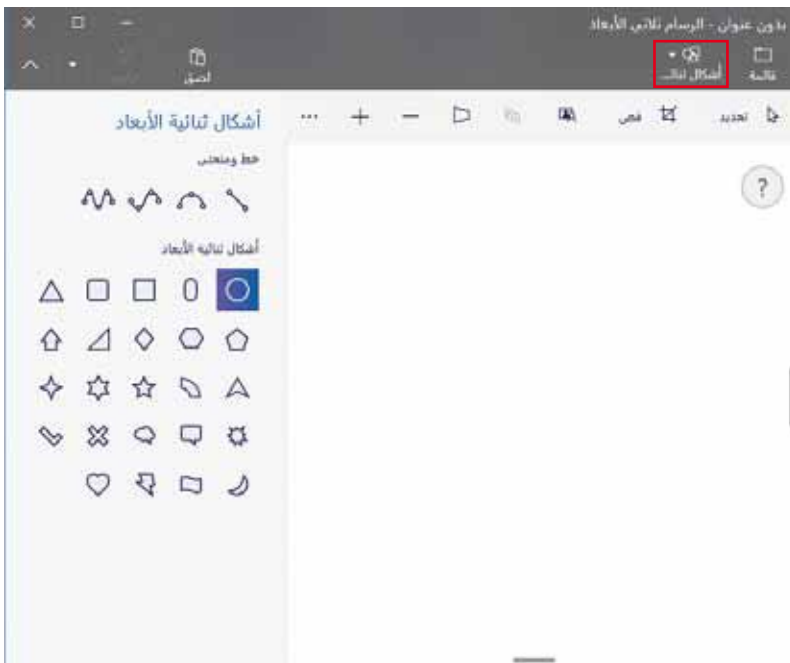 بدون عنوان - الرسام ثلاثي الأبعاد
قائمة
أشكال ثنائ...
لصق
تحديد
قص
...
?
أشكال ثنائية الأبعاد
خط ومنحنى
أشكال ثنائية الأبعاد